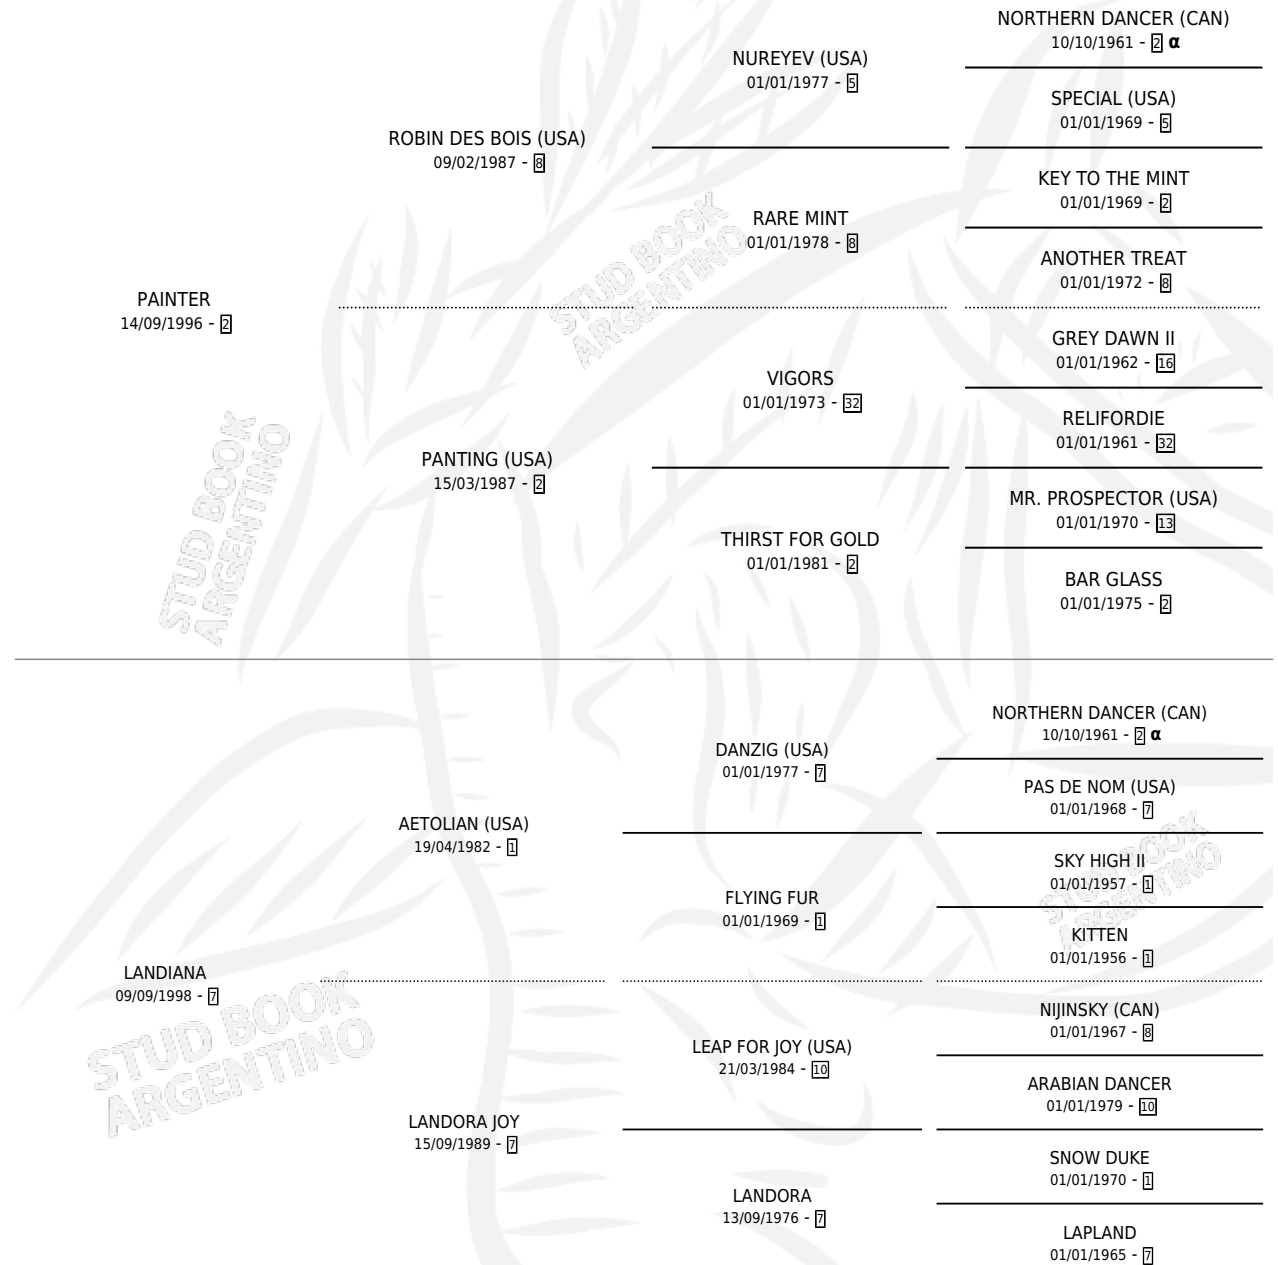 NORTHERN DANCER (CAN)
10/10/1961 - 2 α
NUREYEV (USA)
01/01/1977 - 5
SPECIAL (USA)
01/01/1969 - 5
ROBIN DES BOIS (USA)
09/02/1987 - 8
KEY TO THE MINT
01/01/1969 - 2
RARE MINT
01/01/1978 - 8
ANOTHER TREAT
01/01/1972 - 8
PAINTER
14/09/1996 - 2
GREY DAWN II
01/01/1962 - 16
VIGORS
01/01/1973 - 32
RELIFORDIE
01/01/1961 - 32
PANTING (USA)
15/03/1987 - 2
MR. PROSPECTOR (USA)
01/01/1970 - 13
THIRST FOR GOLD
01/01/1981 - 2
BAR GLASS
01/01/1975 - 2
STUD BOOK
ARGENTINO
STUD BOOK
ARGENTINO
NORTHERN DANCER (CAN)
10/10/1961 - 2 α
DANZIG (USA)
01/01/1977 - 7
PAS DE NOM (USA)
01/01/1968 - 7
AETOLIAN (USA)
19/04/1982 - 1
SKY HIGH II
01/01/1957 - 1
FLYING FUR
01/01/1969 - 1
KITTEN
01/01/1956 - 1
LANDIANA
09/09/1998 - 7
NIJINSKY (CAN)
01/01/1967 - 8
LEAP FOR JOY (USA)
21/03/1984 - 10
ARABIAN DANCER
01/01/1979 - 10
LANDORA JOY
15/09/1989 - 7
SNOW DUKE
01/01/1970 - 1
LANDORA
13/09/1976 - 7
LAPLAND
01/01/1965 - 7
STUD BOOK
ARGENTINO
STUD BOOK
ARGENTINO